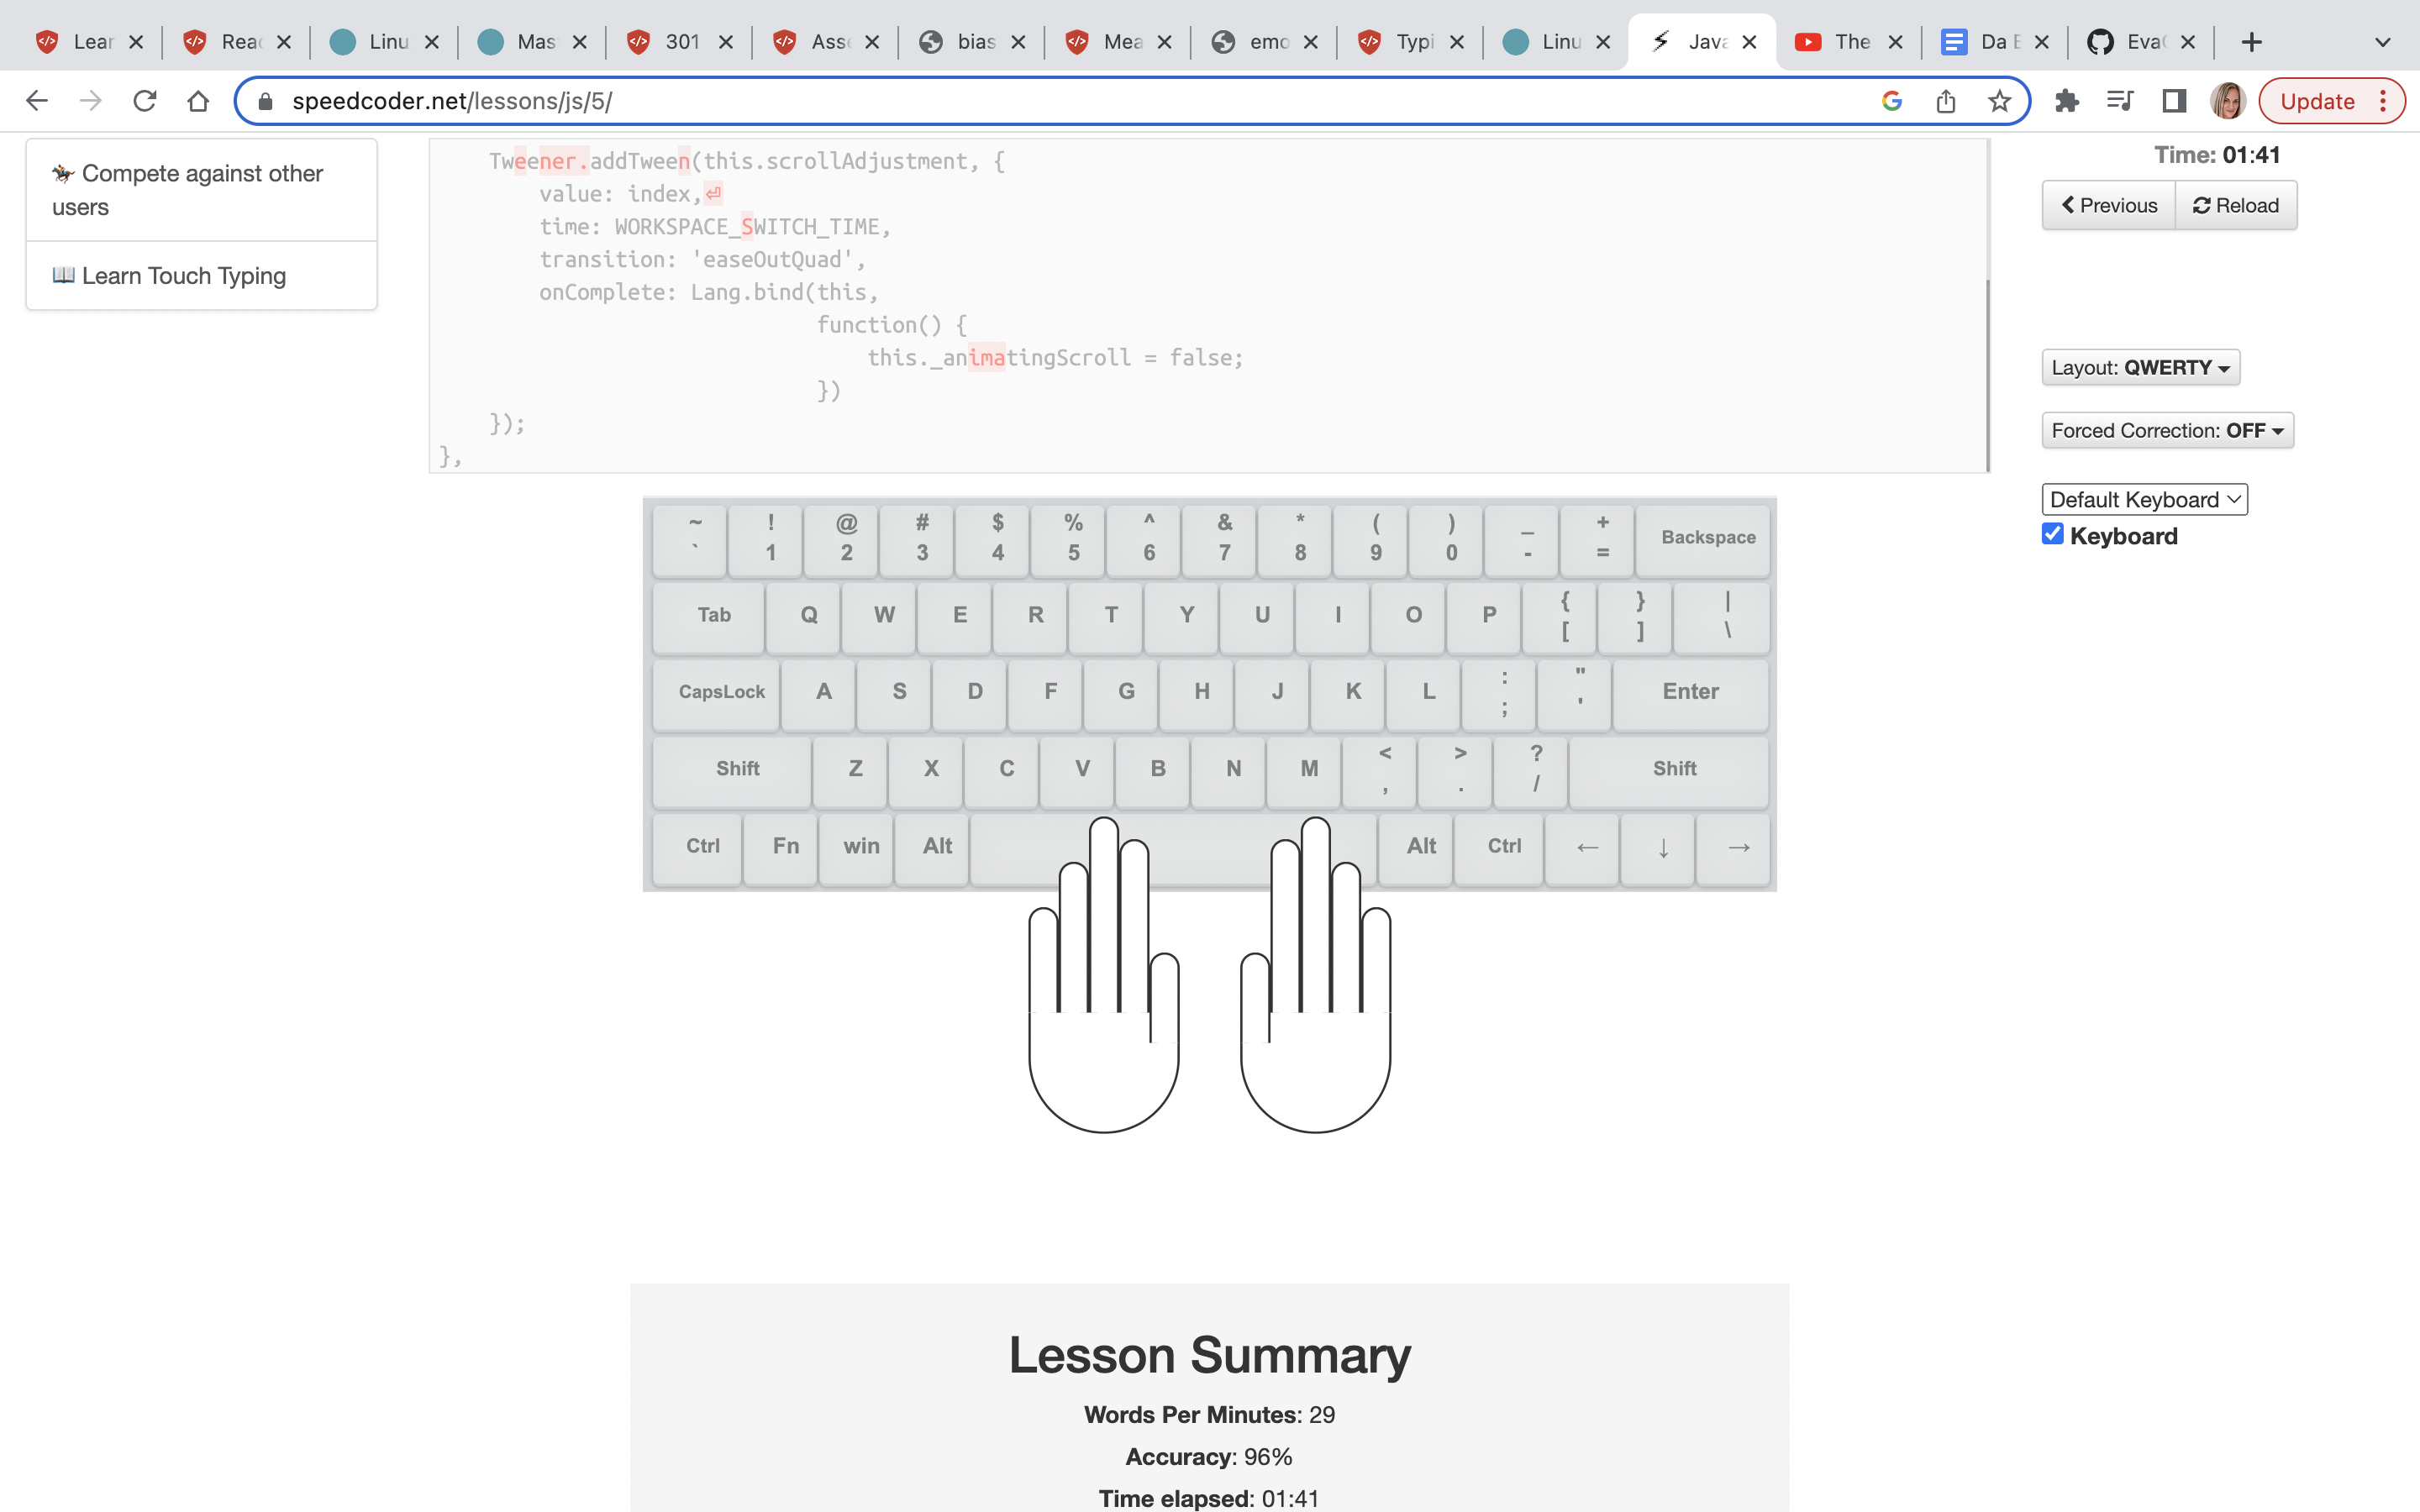 Lear
Reac
Linu
Mas
301
Asse
bias
Mea
emo
Typi
Linu
Java
The
Da B
Eva
speedcoder.net/lessons/js/5/
Update
Compete against other
users
Learn Touch Typing
Tweener.addTween(this.scrollAdjustment, {
value: index,⏎
time: WORKSPACE_SWITCH_TIME,
transition: 'easeOutQuad',
onComplete: Lang.bind(this,
function() {
this._animatingScroll = false;
})
});
},
Time: 01:41
Previous
Reload
Layout: QWERTY
Forced Correction: OFF
Default Keyboard
Keyboard
~ ! @ # $ % ^ & * ( ) _ +
` 1 2 3 4 5 6 7 8 9 0 - = Backspace
Tab Q W E R T Y U I O P { [ } ] | \
CapsLock A S D F G H J K L : ; " ' Enter
Shift Z X C V B N M < , > . ? / Shift
Ctrl Fn win Alt Alt Ctrl ← ↓ →
Lesson Summary
Words Per Minutes: 29
Accuracy: 96%
Time elapsed: 01:41